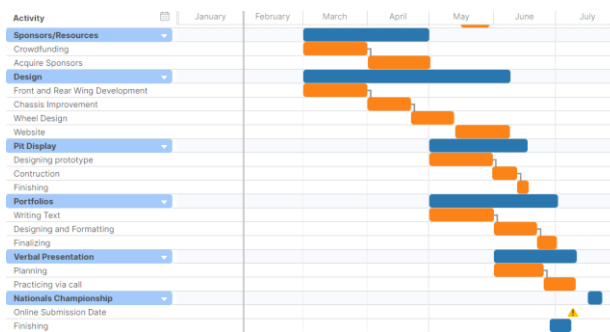 Activity January February March April May June July
Sponsors/Resources
Crowdfunding
Acquire Sponsors
Design
Front and Rear Wing Development
Chassis Improvement
Wheel Design
Website
Pit Display
Designing prototype
Contruction
Finishing
Portfolios
Writing Text
Designing and Formatting
Finalizing
Verbal Presentation
Planning
Practicing via call
Nationals Championship
Online Submission Date
Finishing